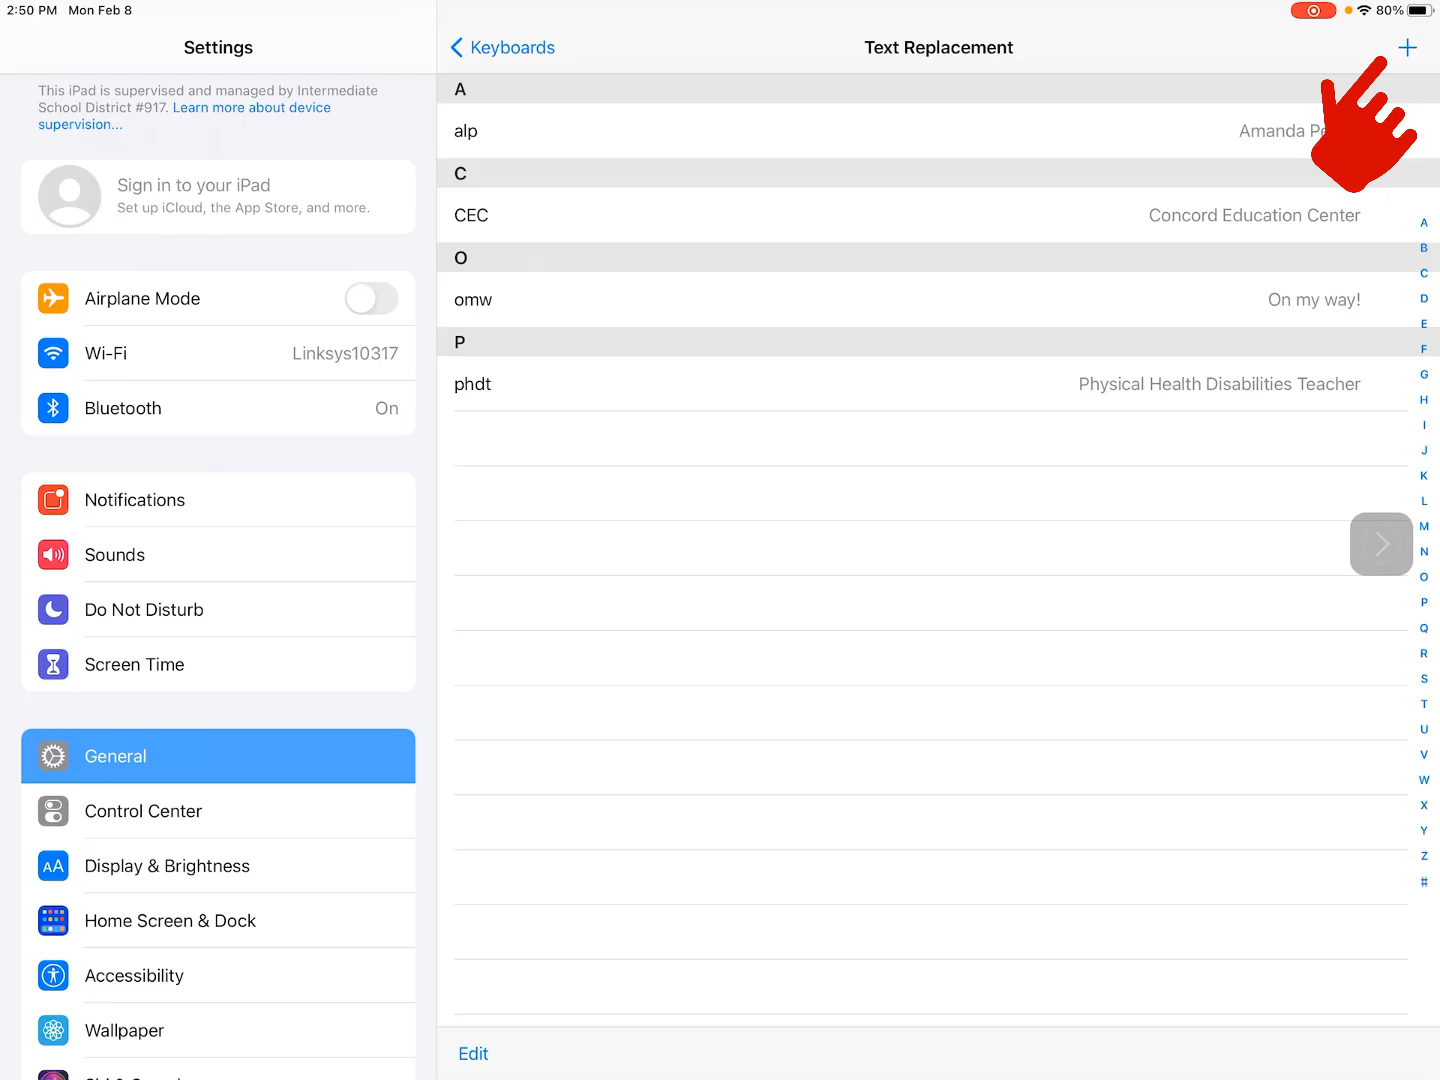 2:50 PM Mon Feb 8
80%
Settings
This iPad is supervised and managed by Intermediate
School District #917. Learn more about device
supervision...
Sign in to your iPad
Set up iCloud, the App Store, and more.
Airplane Mode
Wi-Fi Linksys10317
Bluetooth On
Notifications
Sounds
Do Not Disturb
Screen Time
General
Control Center
AA Display & Brightness
Home Screen & Dock
Accessibility
Wallpaper
Keyboards Text Replacement +
A
alp Amanda
C
CEC Concord Education Center
O
omw On my way!
P
phdt Physical Health Disabilities Teacher
Edit
A
B
C
D
E
F
G
H
I
J
K
L
M
N
O
P
Q
R
S
T
U
V
W
X
Y
Z
#